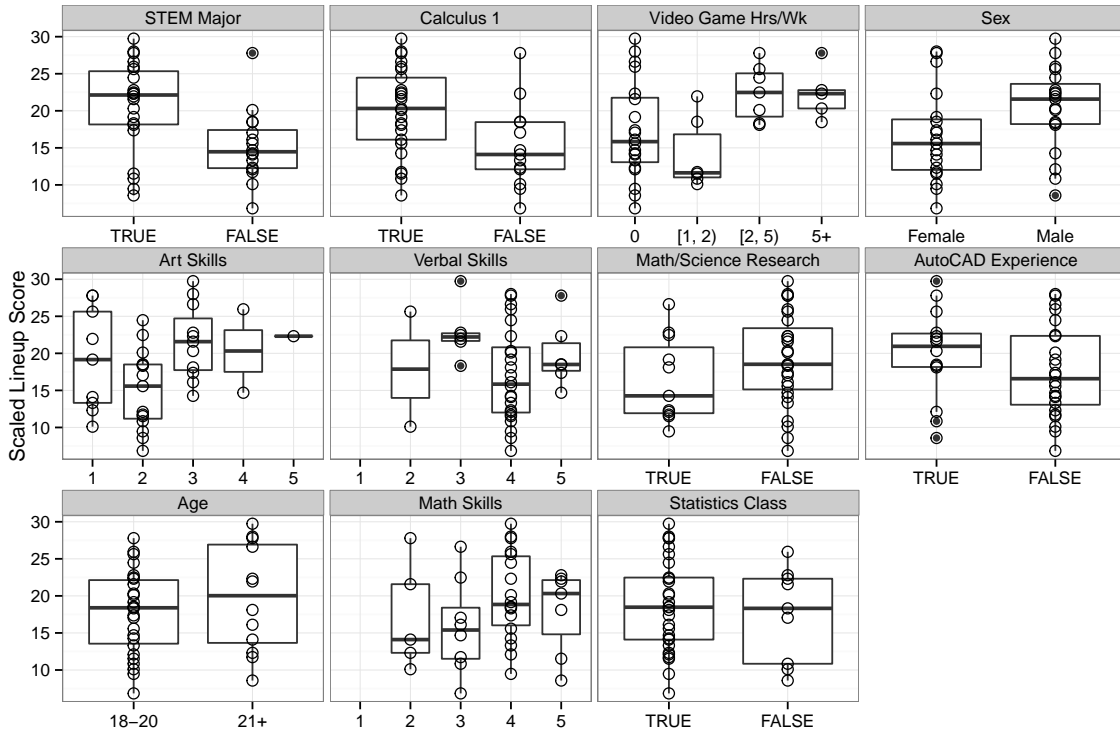 STEM Major
Calculus 1
Video Game Hrs/Wk
Sex
30
25
20
15
10
TRUE FALSE
TRUE FALSE
0 [1, 2) [2, 5) 5+
Female Male
Scaled Lineup Score
Art Skills
Verbal Skills
Math/Science Research
AutoCAD Experience
30
25
20
15
10
1 2 3 4 5
1 2 3 4 5
TRUE FALSE
TRUE FALSE
Age
Math Skills
Statistics Class
30
25
20
15
10
18−20 21+
1 2 3 4 5
TRUE FALSE